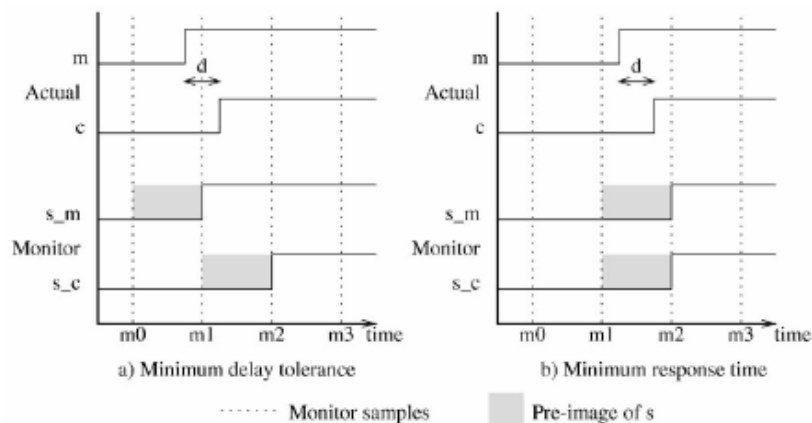 m
d
Actual
c
s_m
Monitor
s_c
m0 m1 m2 m3 time
a) Minimum delay tolerance
m
d
Actual
c
s_m
Monitor
s_c
m0 m1 m2 m3 time
b) Minimum response time
Monitor samples
Pre-image of s